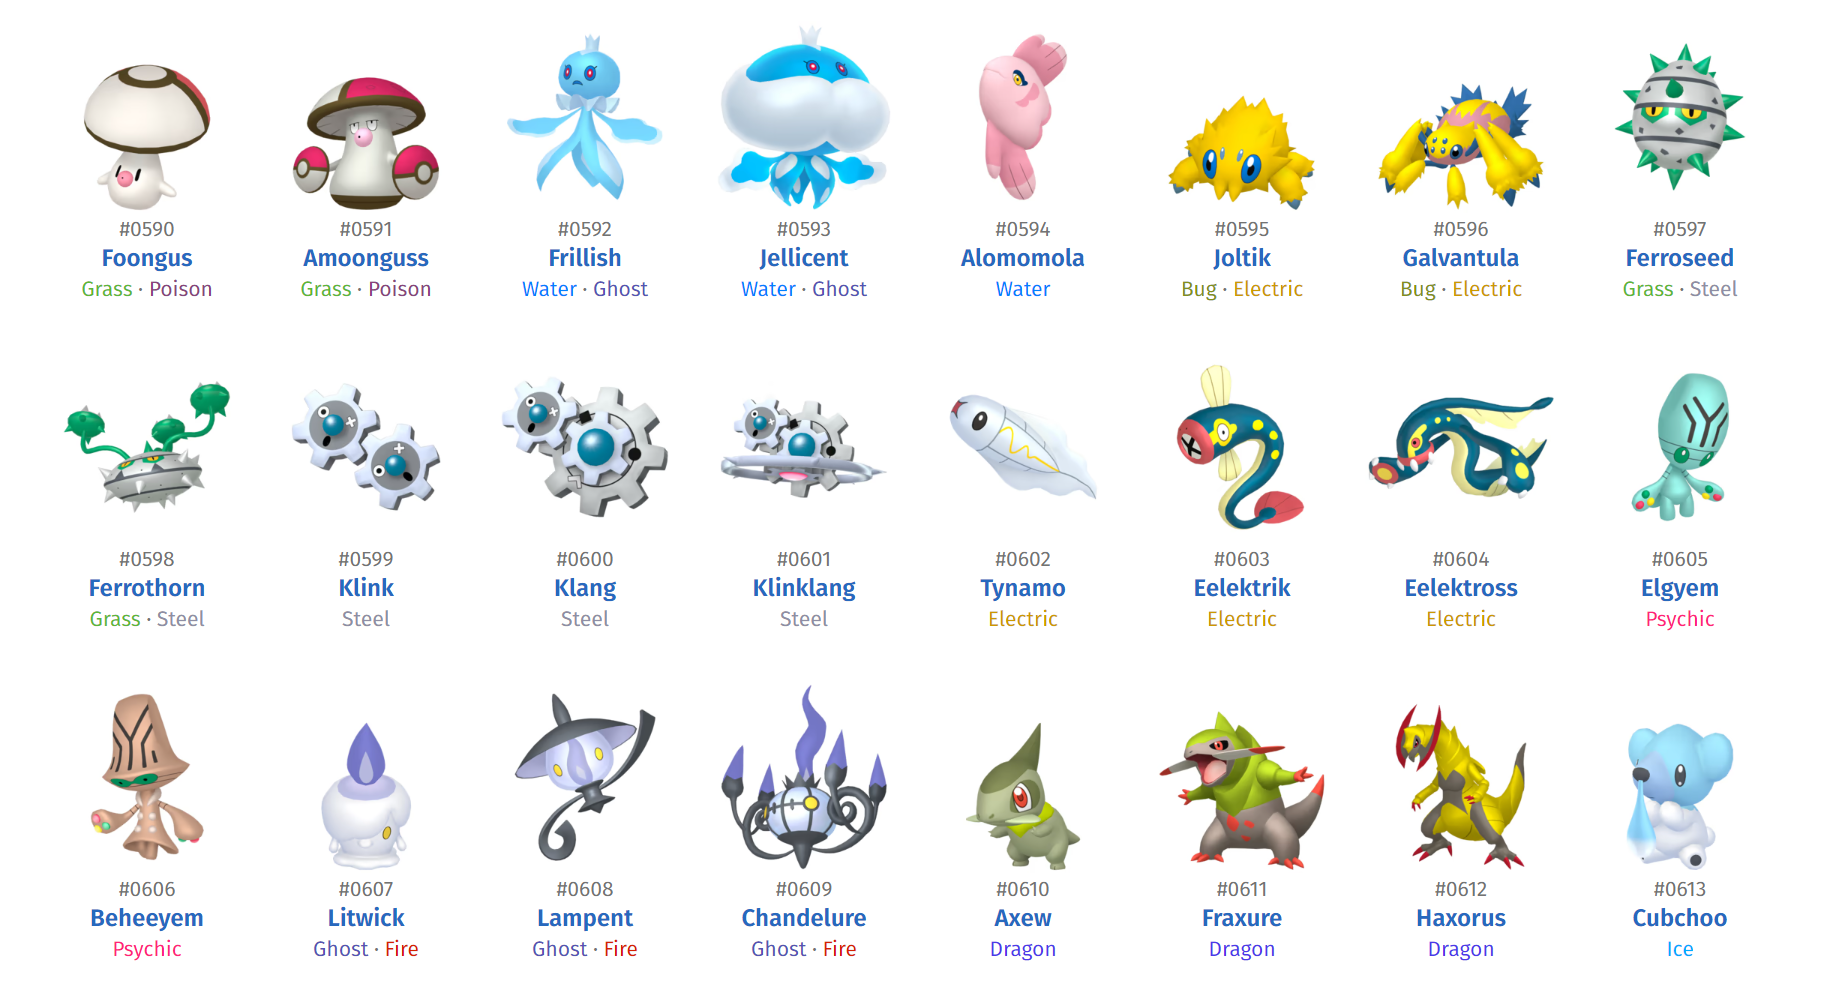 #0590 #0591 #0592 #0593 #0594 #0595 #0596 #0597
Foongus Amoonguss Frillish Jellicent Alomomola Joltik Galvantula Ferroseed
Grass · Poison Grass · Poison Water · Ghost Water · Ghost Water Bug · Electric Bug · Electric Grass · Steel
#0598 #0599 #0600 #0601 #0602 #0603 #0604 #0605
Ferrothorn Klink Klang Klinklang Tynamo Eelektrik Eelektross Elgyem
Grass · Steel Steel Steel Steel Electric Electric Electric Psychic
#0606 #0607 #0608 #0609 #0610 #0611 #0612 #0613
Beheeyem Litwick Lampent Chandelure Axew Fraxure Haxorus Cubchoo
Psychic Ghost · Fire Ghost · Fire Ghost · Fire Dragon Dragon Dragon Ice